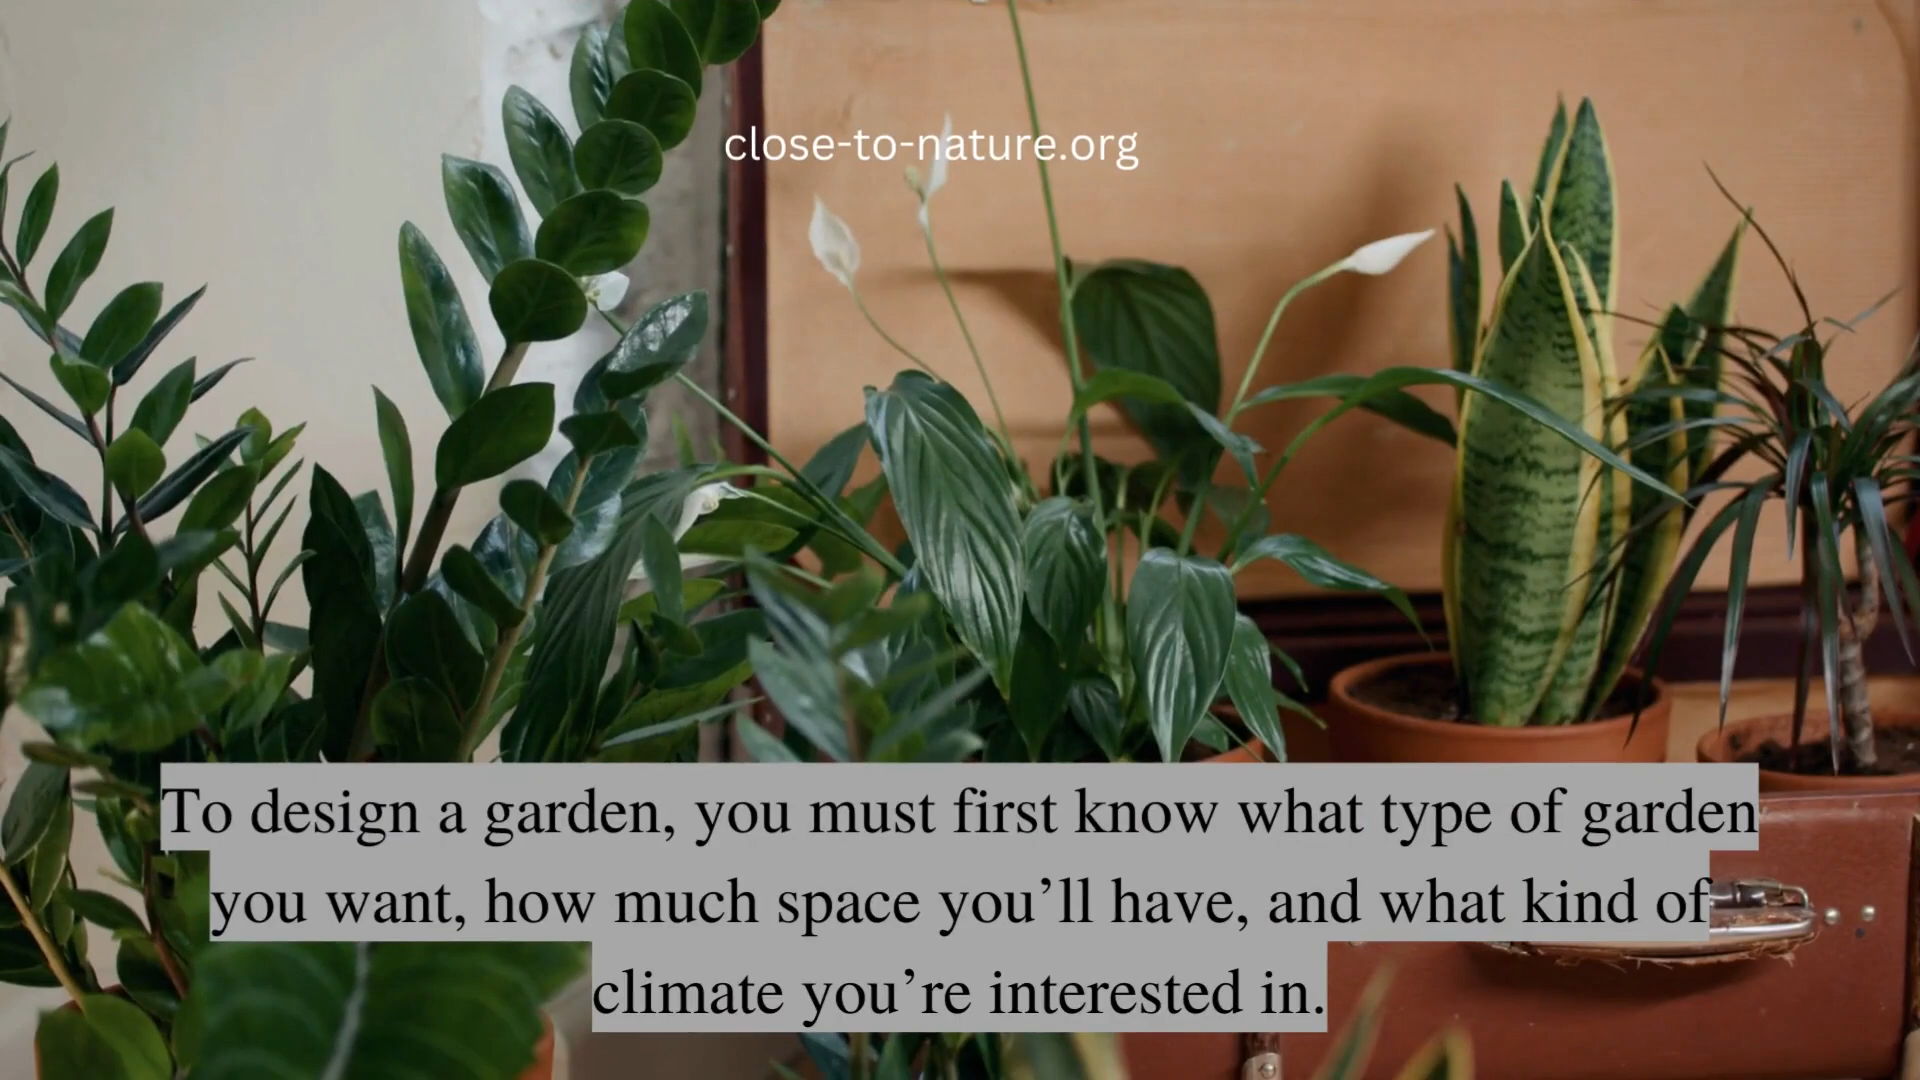 close-to-nature.org
To design a garden, you must first know what type of garden
you want, how much space you’ll have, and what kind of
climate you’re interested in.